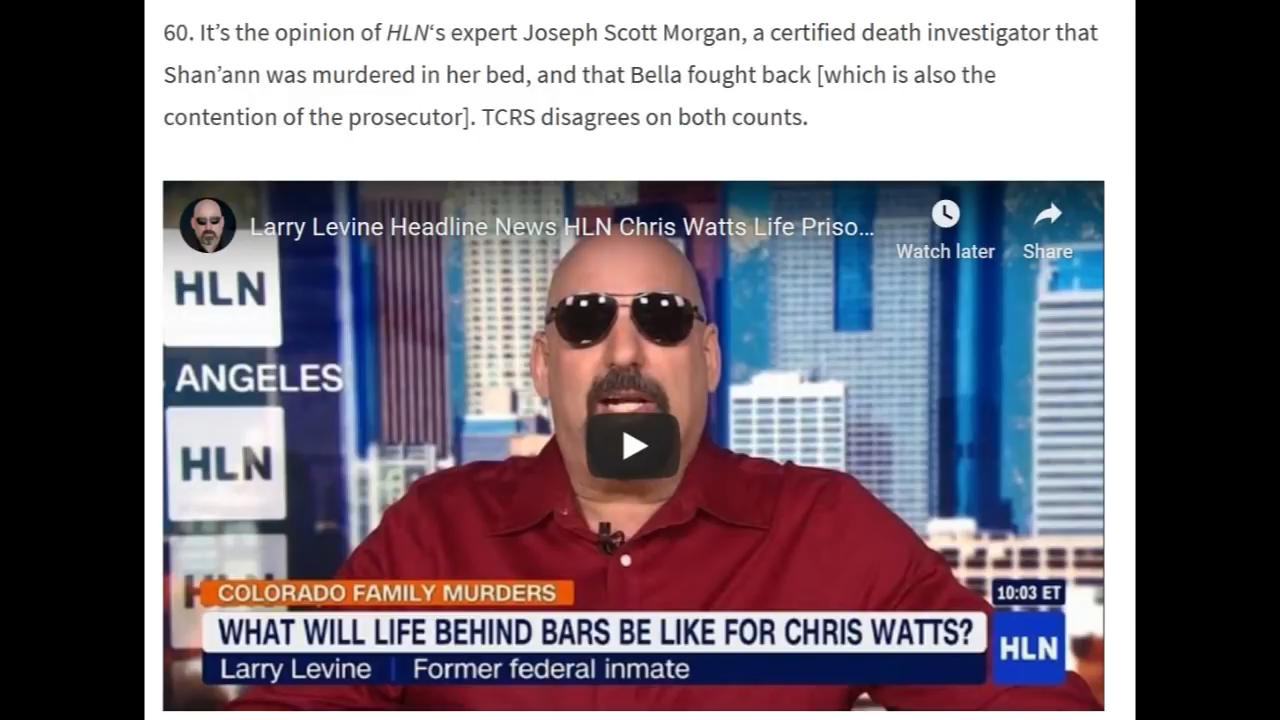 60. It’s the opinion of HLN‘s expert Joseph Scott Morgan, a certified death investigator that
Shan’ann was murdered in her bed, and that Bella fought back [which is also the
contention of the prosecutor]. TCRS disagrees on both counts.
Larry Levine Headline News HLN Chris Watts Life Priso...
Watch later
Share
HLN
ANGELES
HLN
COLORADO FAMILY MURDERS
10:03 ET
WHAT WILL LIFE BEHIND BARS BE LIKE FOR CHRIS WATTS?
HLN
Larry Levine | Former federal inmate